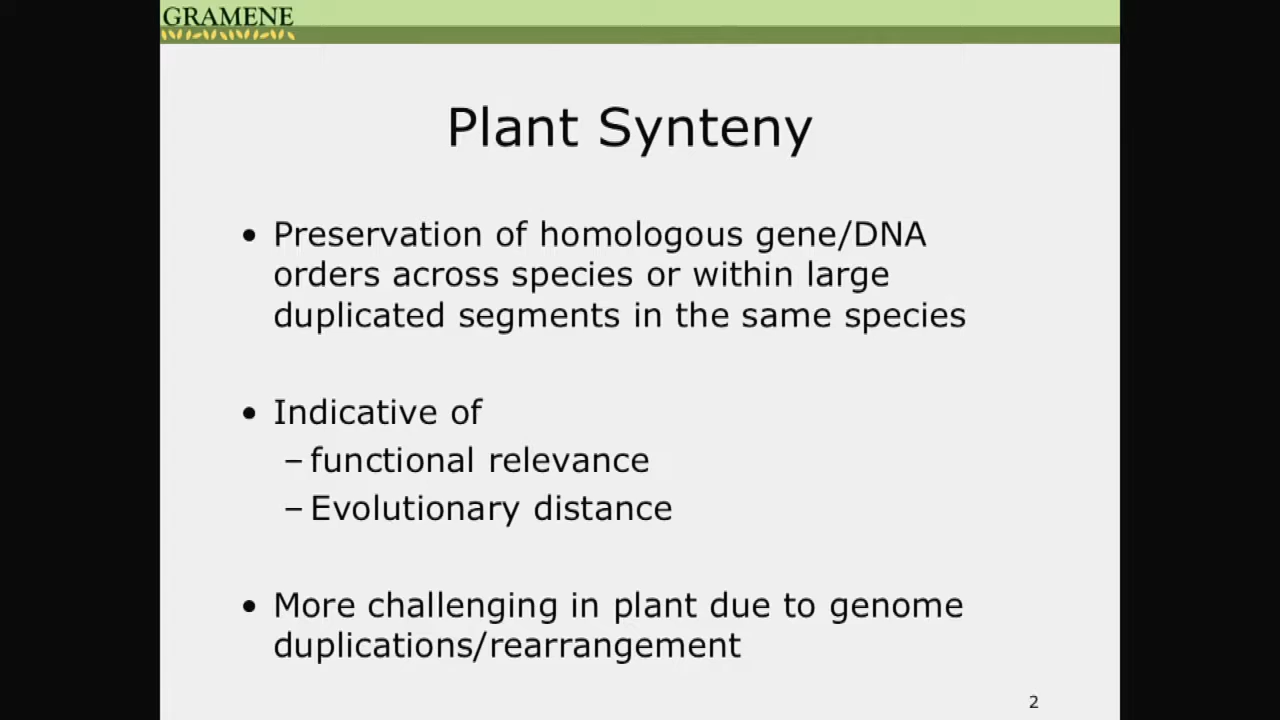 GRAMENE
Plant Synteny
• Preservation of homologous gene/DNA
orders across species or within large
duplicated segments in the same species
• Indicative of
– functional relevance
– Evolutionary distance
• More challenging in plant due to genome
duplications/rearrangement
2